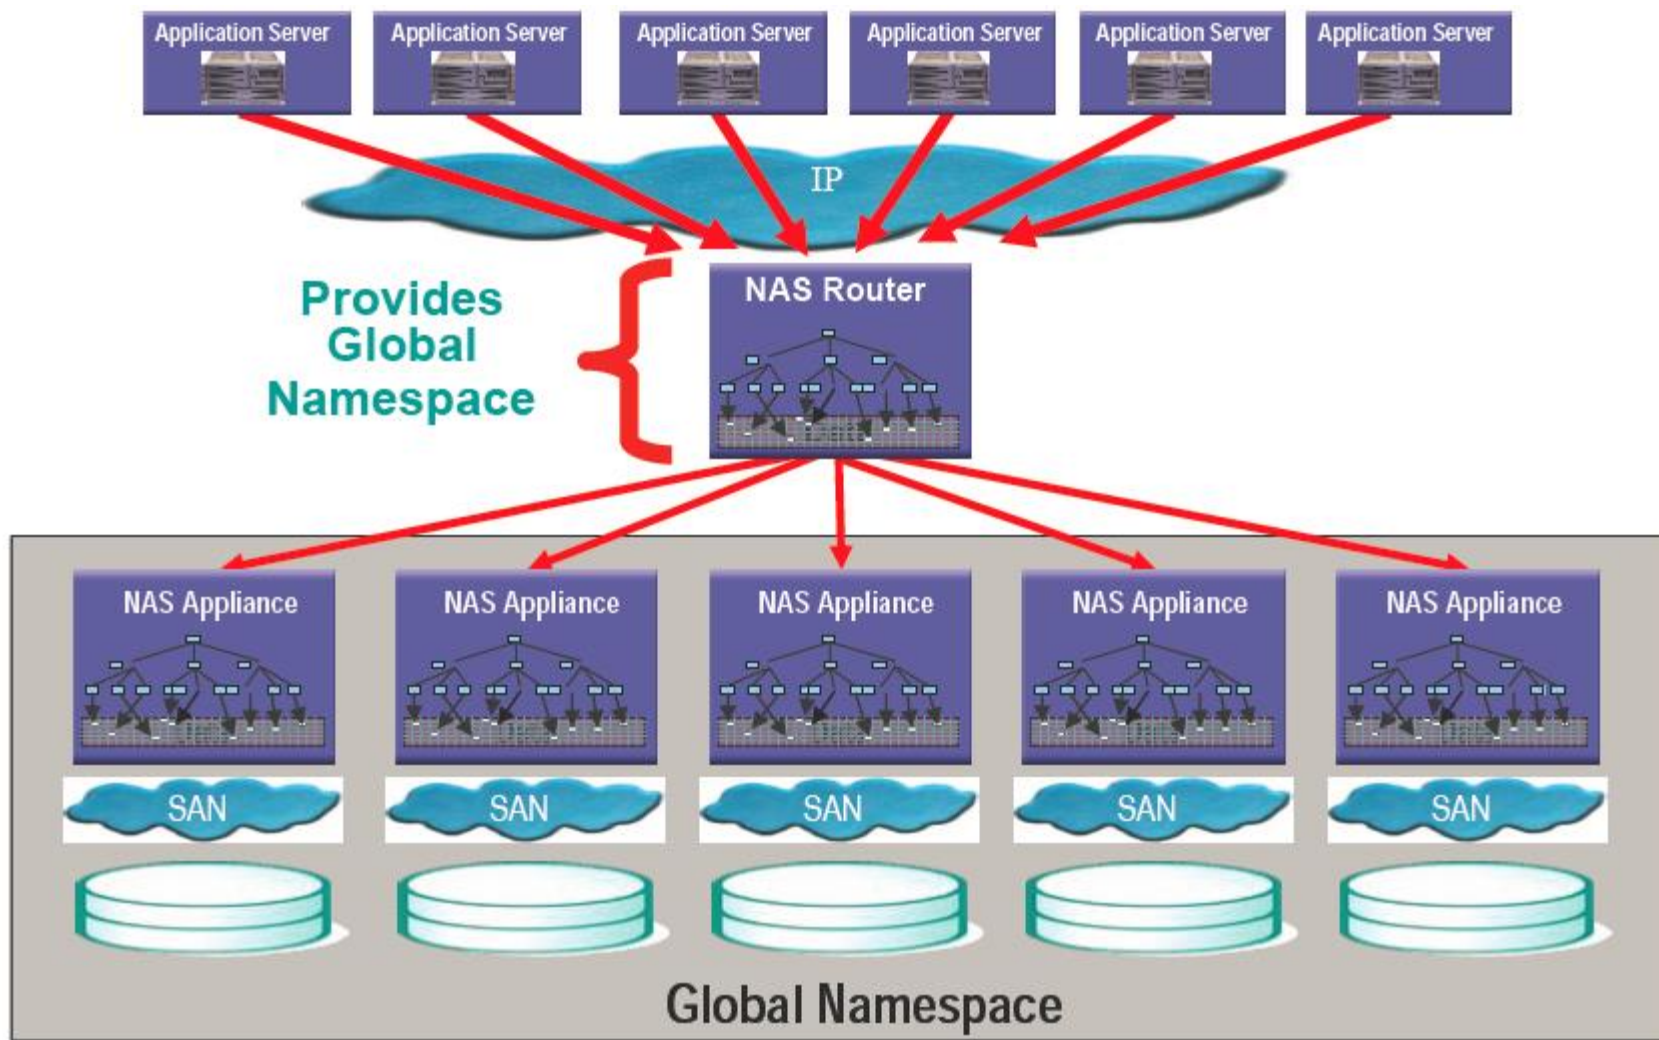 Application Server
Application Server
Application Server
Application Server
Application Server
Application Server
IP
Provides
Global
Namespace
NAS Router
NAS Appliance
NAS Appliance
NAS Appliance
NAS Appliance
NAS Appliance
SAN
SAN
SAN
SAN
SAN
Global Namespace